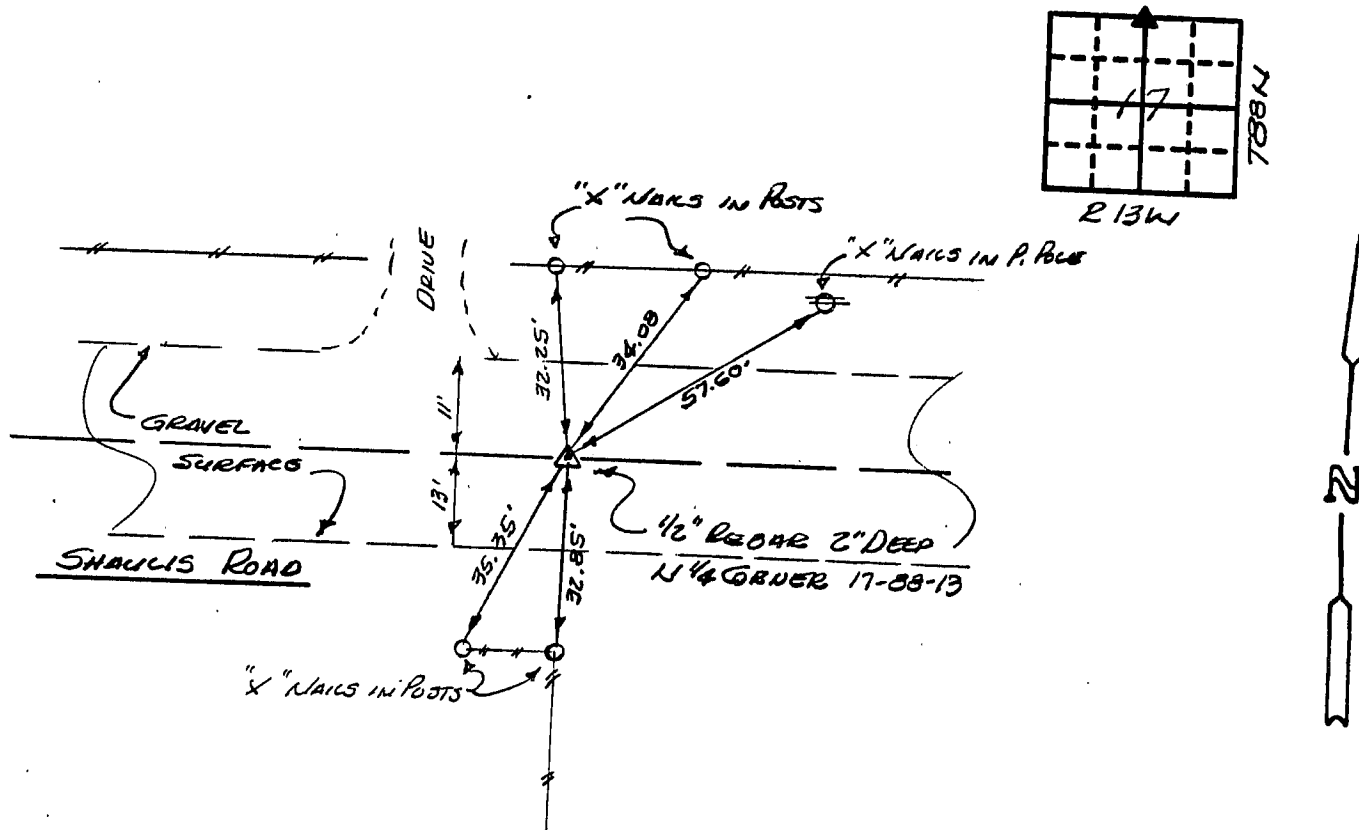 17
T88N
R13W
"X" NAILS IN POSTS
"X" NAILS IN P. POLE
DRIVE
32.25'
34.08
57.60'
11'
GRAVEL
SURFACE
13'
35.35'
32.85'
1/2" REBAR 2" DEEP
N 1/4 CORNER 17-88-13
SHAULIS ROAD
"X" NAILS IN POSTS
N